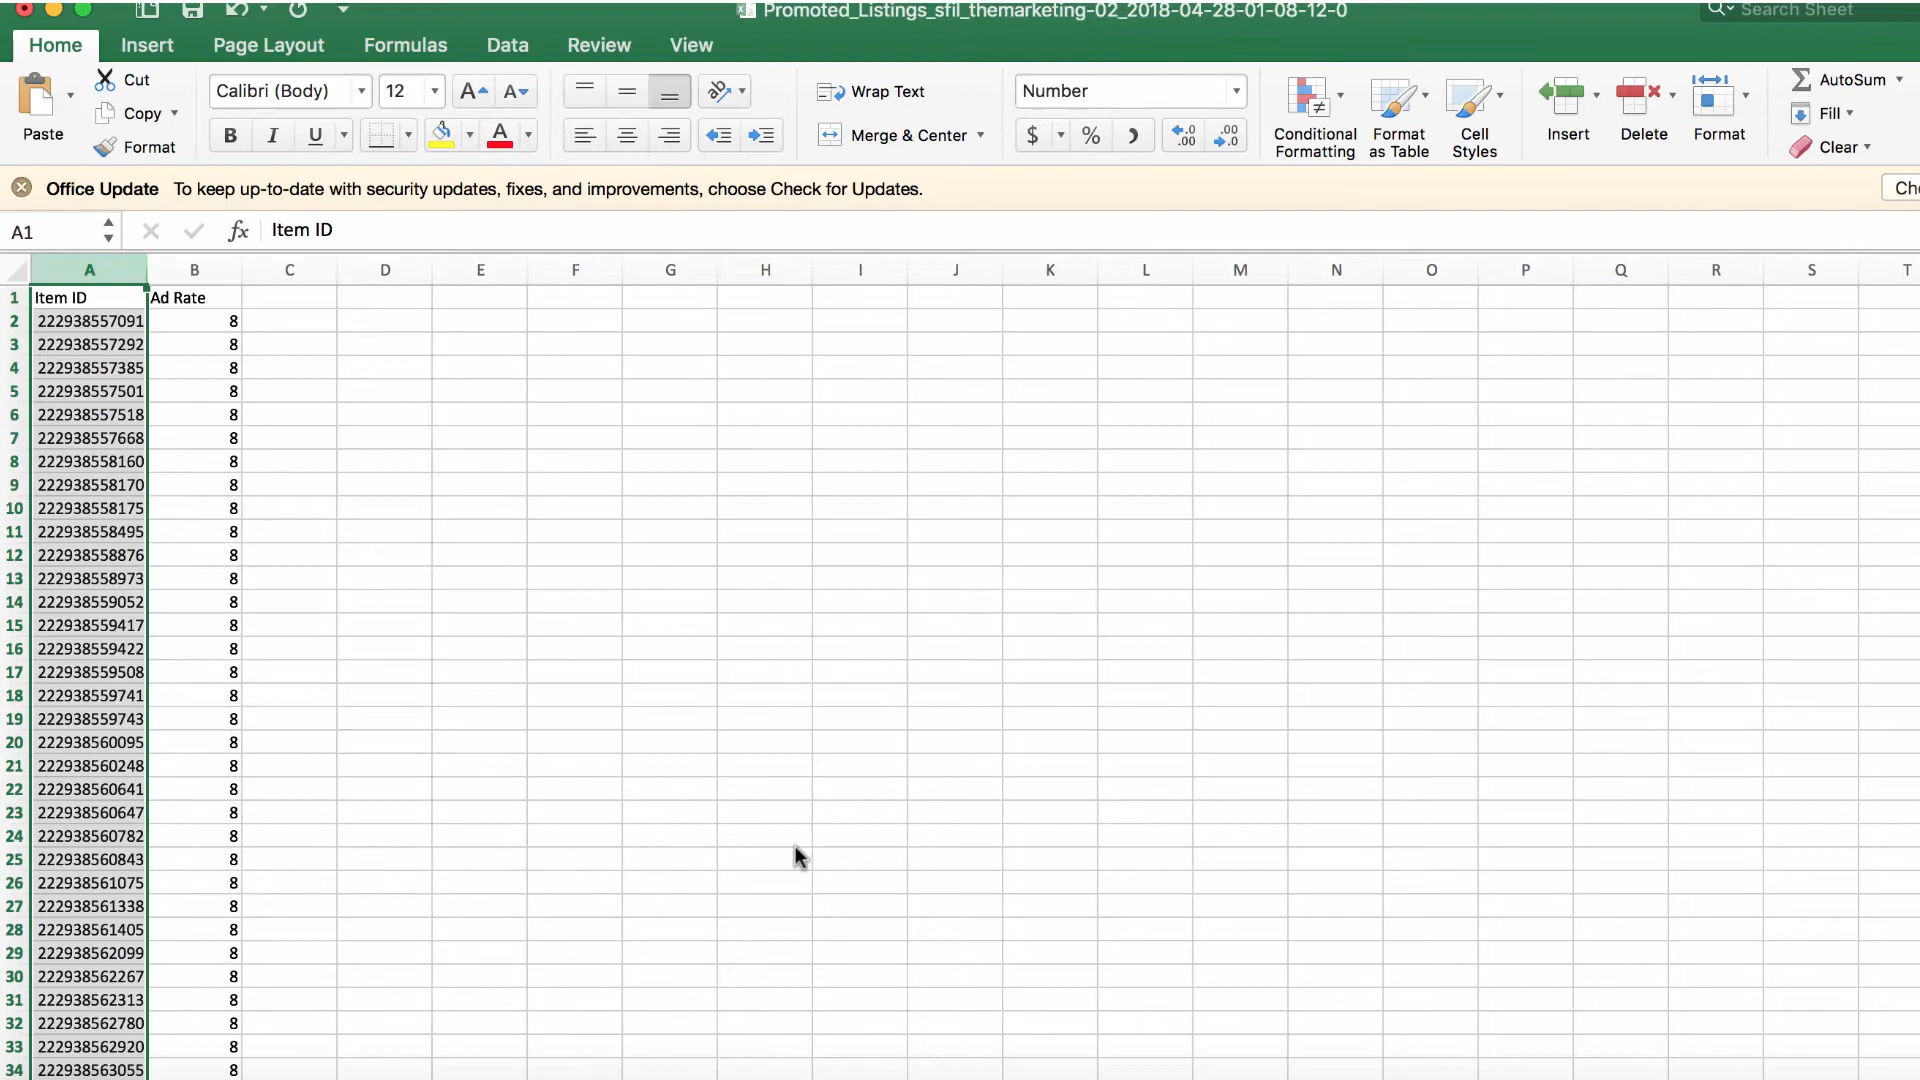 Promoted_Listings_sfil_themarketing-02_2018-04-28-01-08-12-0
Search Sheet
Home Insert Page Layout Formulas Data Review View
Paste
Cut
Copy
Format
Calibri (Body) 12
Wrap Text
Merge & Center
Number
Conditional Formatting
Format as Table
Cell Styles
Insert
Delete
Format
AutoSum
Fill
Clear
Office Update To keep up-to-date with security updates, fixes, and improvements, choose Check for Updates.
A1 fx Item ID
A B C D E F G H I J K L M N O P Q R S T
1 Item ID Ad Rate
2 222938557091 8
3 222938557292 8
4 222938557385 8
5 222938557501 8
6 222938557518 8
7 222938557668 8
8 222938558160 8
9 222938558170 8
10 222938558175 8
11 222938558495 8
12 222938558876 8
13 222938558973 8
14 222938559052 8
15 222938559417 8
16 222938559422 8
17 222938559508 8
18 222938559741 8
19 222938559743 8
20 222938560095 8
21 222938560248 8
22 222938560641 8
23 222938560647 8
24 222938560782 8
25 222938560843 8
26 222938561075 8
27 222938561338 8
28 222938561405 8
29 222938562099 8
30 222938562267 8
31 222938562313 8
32 222938562780 8
33 222938562920 8
34 222938563055 8